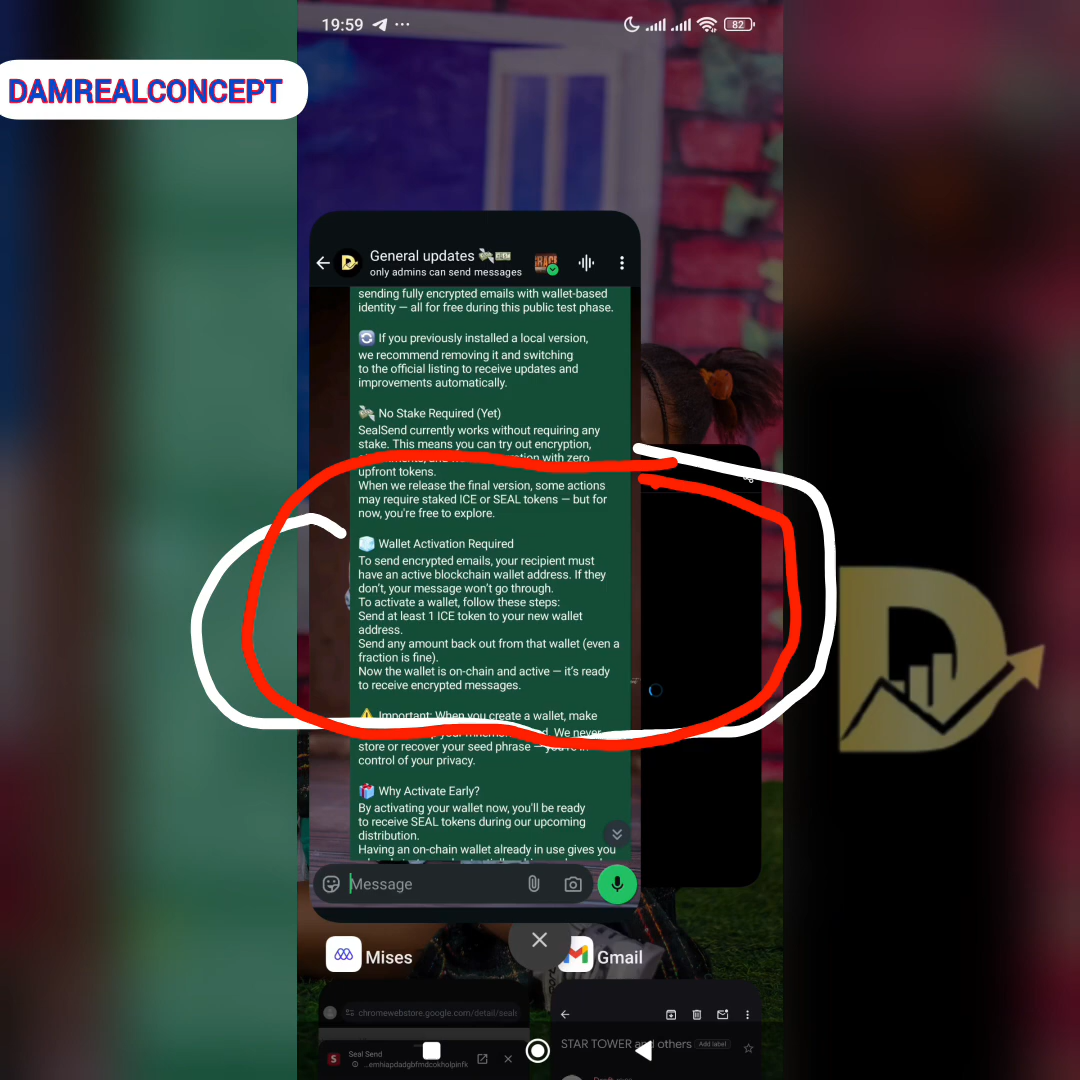 19:59
82
DAMREALCONCEPT
General updates
only admins can send messages
sending fully encrypted emails with wallet-based
identity — all for free during this public test phase.
If you previously installed a local version,
we recommend removing it and switching
to the official listing to receive updates and
improvements automatically.
No Stake Required (Yet)
SealSend currently works without requiring any
stake. This means you can try out encryption,
with zero
upfront tokens.
When we release the final version, some actions
may require staked ICE or SEAL tokens — but for
now, you're free to explore.
Wallet Activation Required
To send encrypted emails, your recipient must
have an active blockchain wallet address. If they
don't, your message won't go through.
To activate a wallet, follow these steps:
Send at least 1 ICE token to your new wallet
address.
Send any amount back out from that wallet (even a
fraction is fine).
Now the wallet is on-chain and active — it's ready
to receive encrypted messages.
Important: When you create a wallet, make
We never
store or recover your seed phrase —
control of your privacy.
Why Activate Early?
By activating your wallet now, you'll be ready
to receive SEAL tokens during our upcoming
distribution.
Having an on-chain wallet already in use gives you
Message
Mises
Gmail
chromewebstore.google.com/detail/seal
Seal Send
STAR TOWER and others
Add label